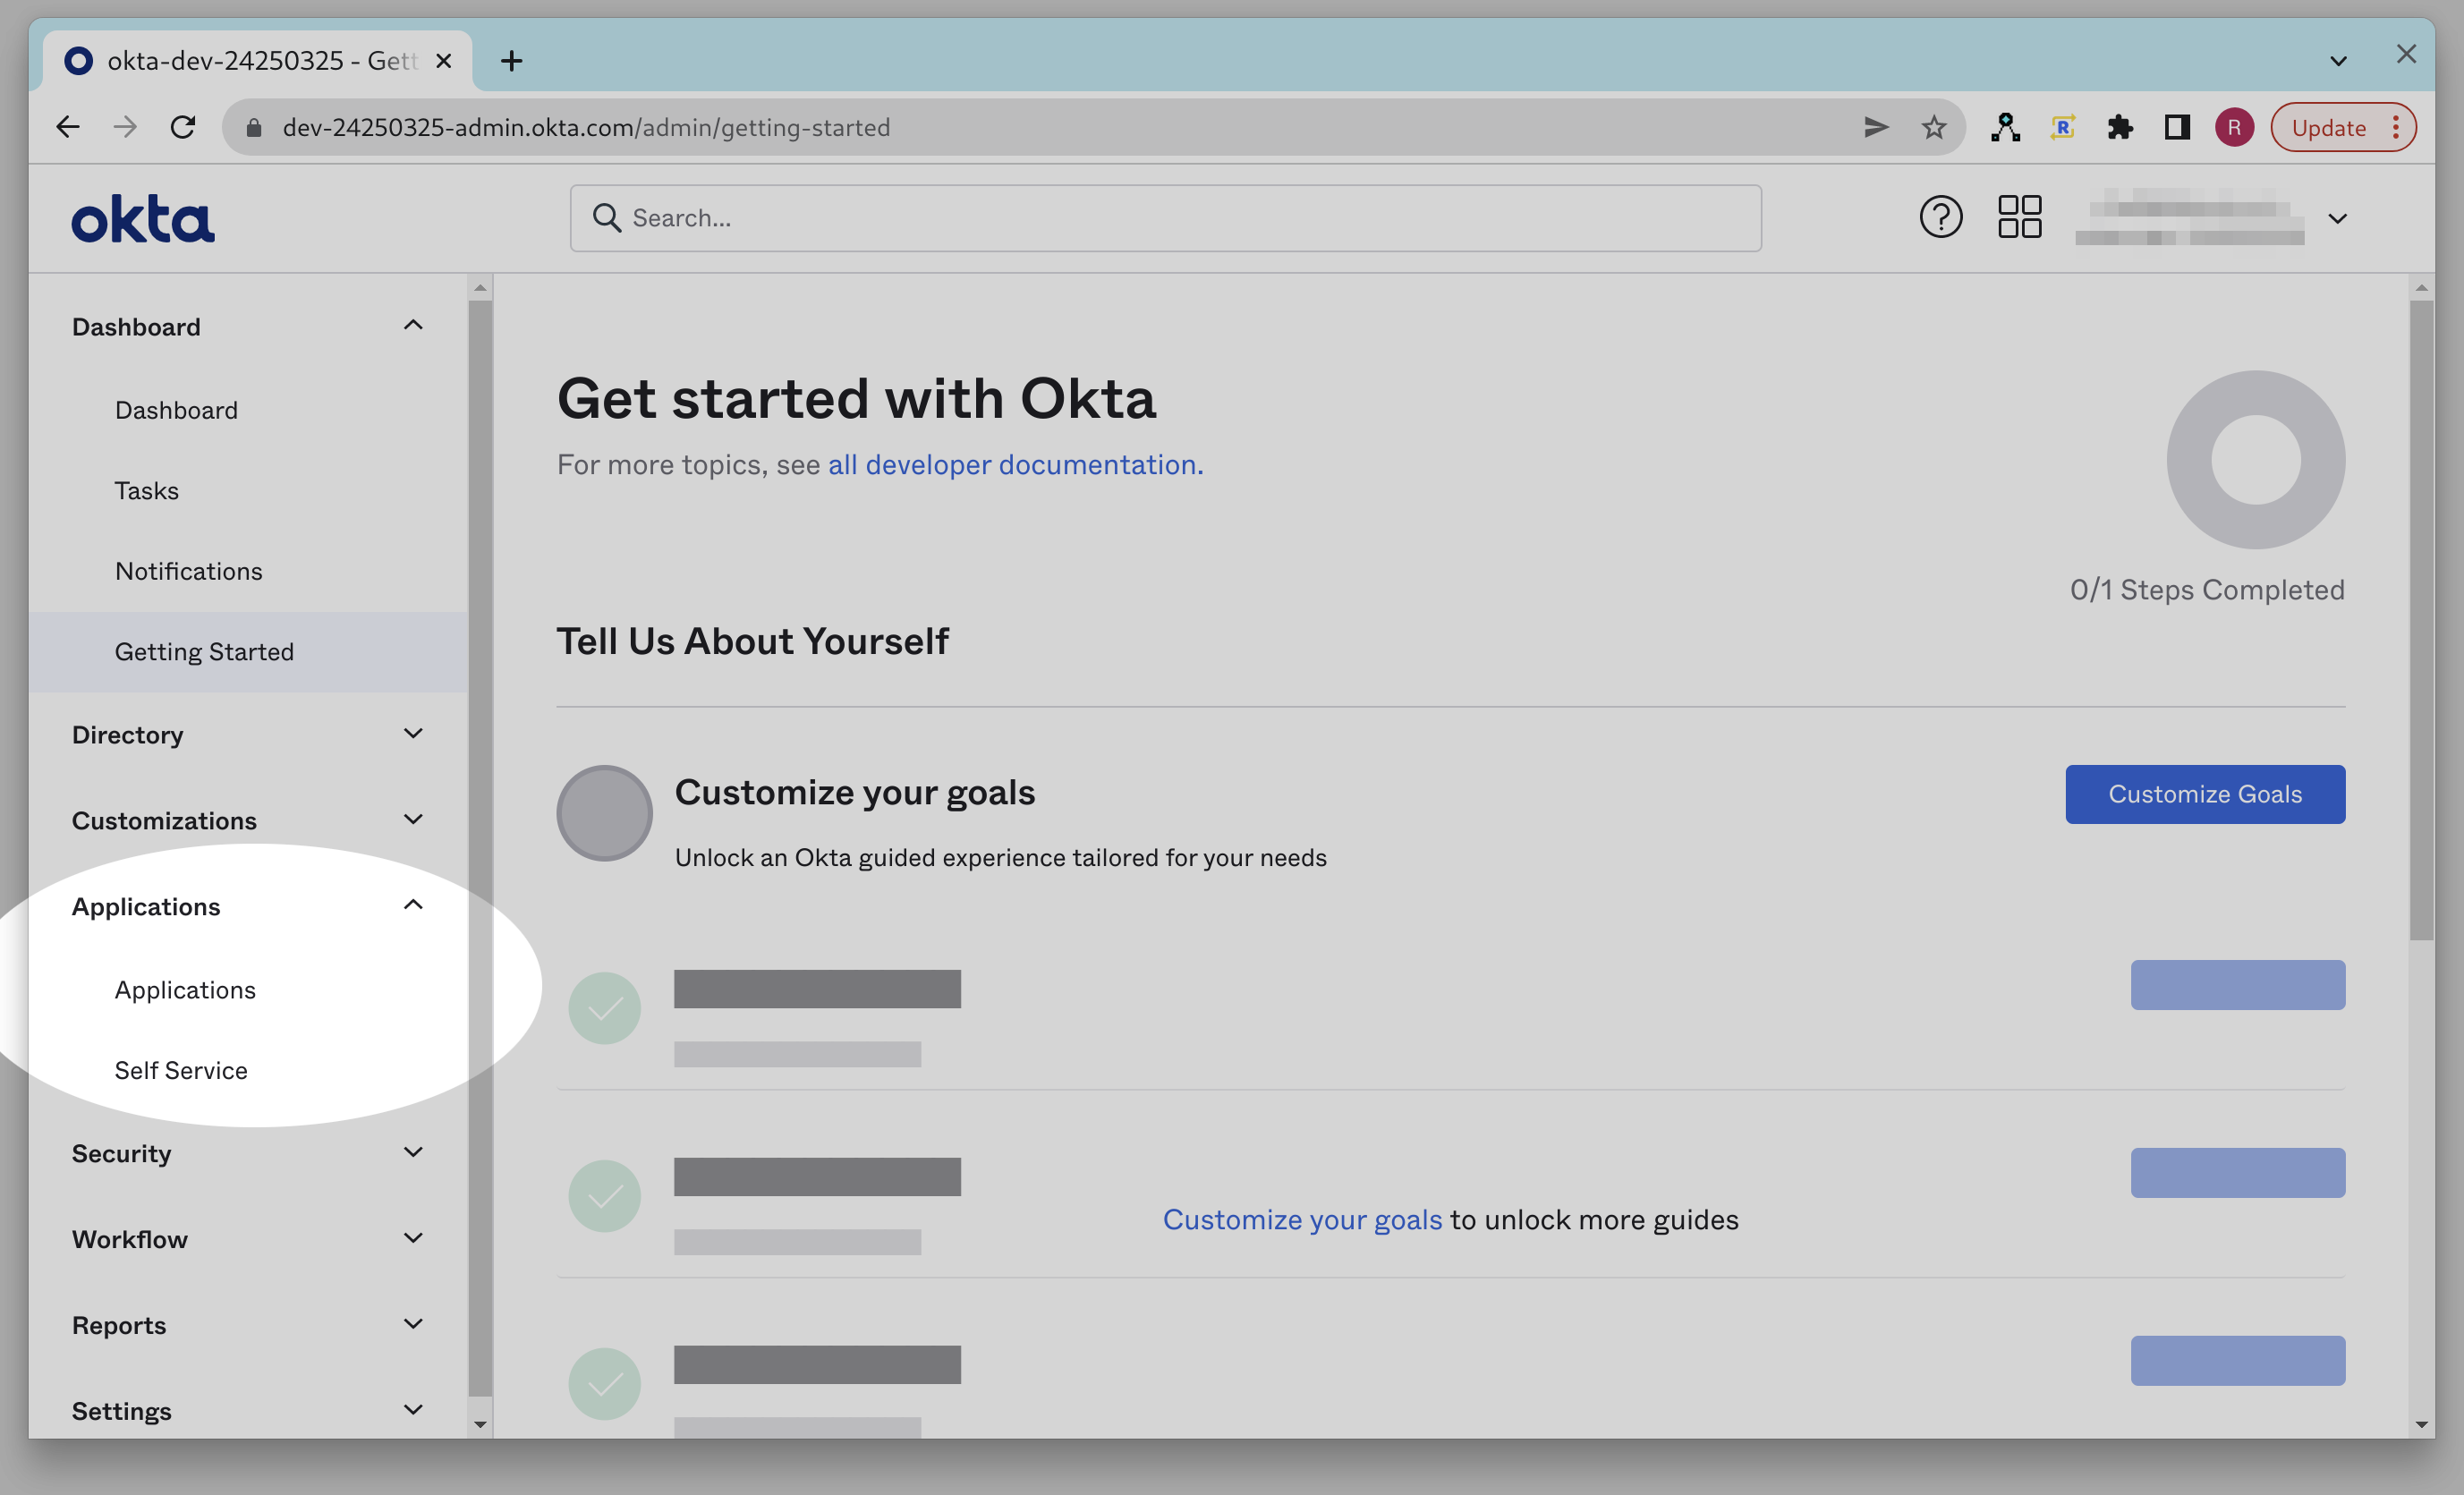 okta-dev-24250325 - Gett
dev-24250325-admin.okta.com/admin/getting-started
R
R
Update
okta
Search...
Dashboard
Dashboard
Tasks
Notifications
Getting Started
Directory
Customizations
Applications
Applications
Self Service
Security
Workflow
Reports
Settings
Get started with Okta
For more topics, see all developer documentation.
0/1 Steps Completed
Tell Us About Yourself
Customize your goals
Customize Goals
Unlock an Okta guided experience tailored for your needs
Customize your goals to unlock more guides